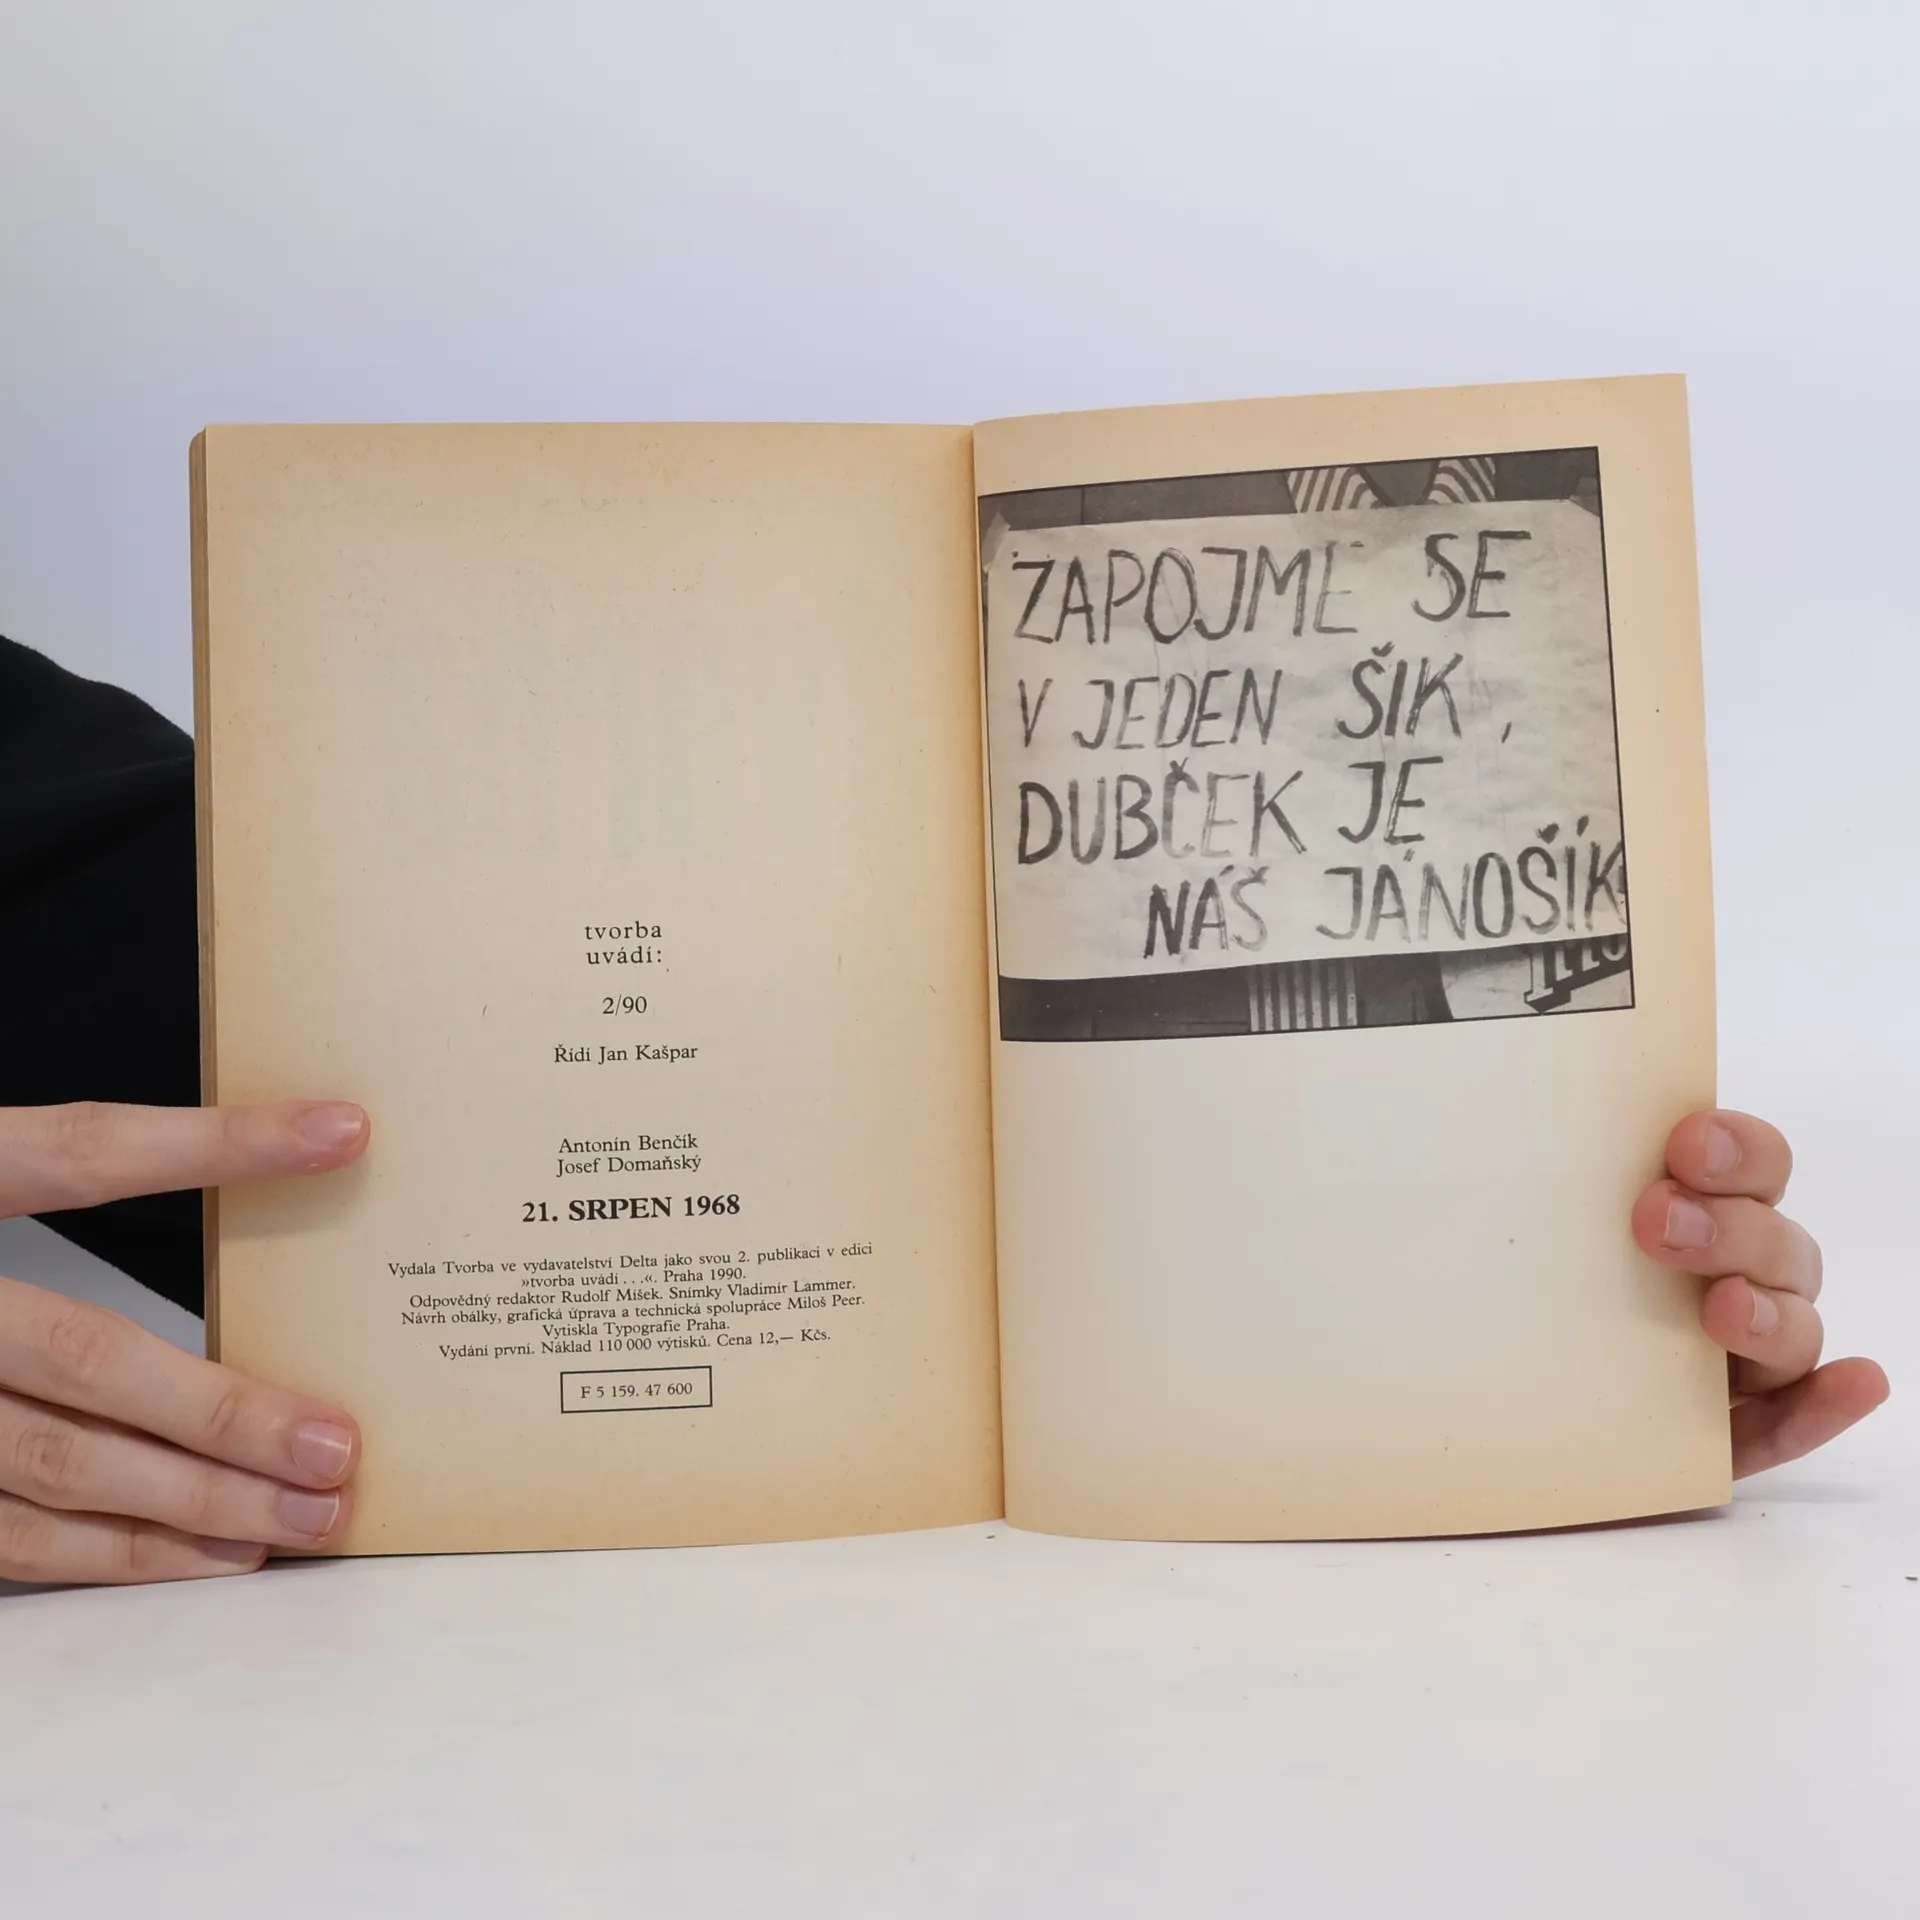 tvorba
uvádí:
2/90
Řídí Jan Kašpar
Antonín Benčík
Josef Domaňský
21. SRPEN 1968
Vydala Tvorba ve vydavatelství Delta jako svou 2. publikaci v edici
»tvorba uvádí . . .«. Praha 1990.
Odpovědný redaktor Rudolf Míšek. Snímky Vladimír Lammer.
Návrh obálky, grafická úprava a technická spolupráce Miloš Peer.
Vytiskla Typografie Praha.
Vydání první. Náklad 110 000 výtisků. Cena 12,— Kčs.
F 5 159. 47 600
ZAPOJME SE
V JEDEN ŠIK,
DUBČEK JE
NÁŠ JÁNOŠÍK